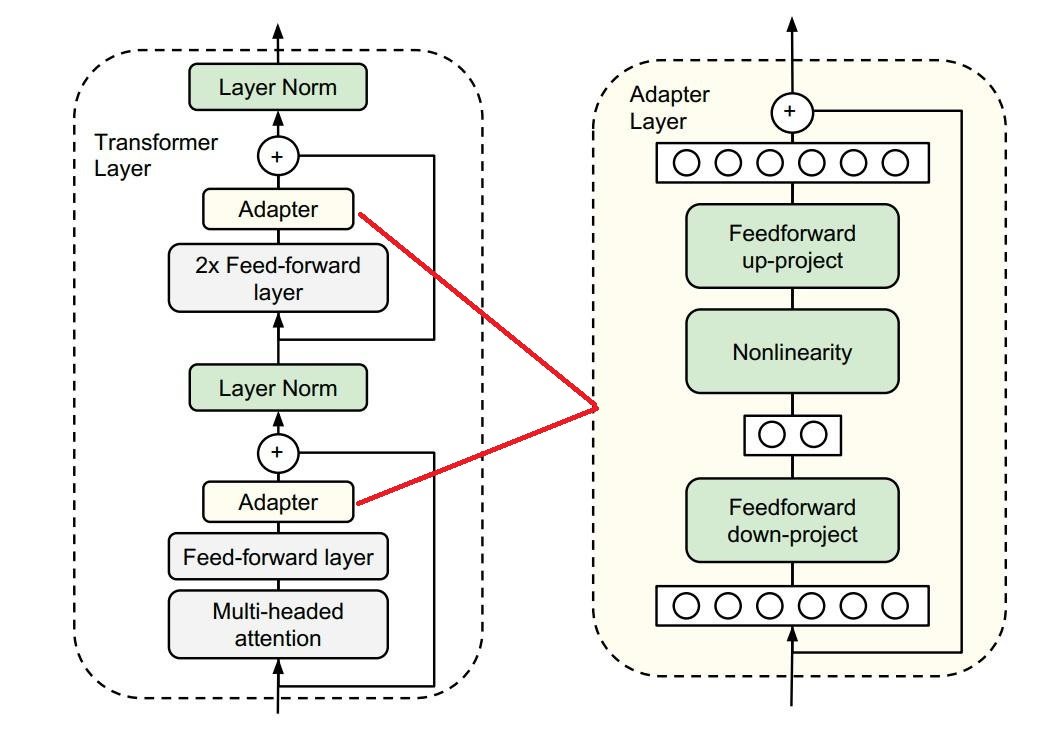 Layer Norm
Transformer
Layer
+
Adapter
2x Feed-forward
layer
Layer Norm
+
Adapter
Feed-forward layer
Multi-headed
attention
Adapter
Layer
+
Feedforward
up-project
Nonlinearity
Feedforward
down-project